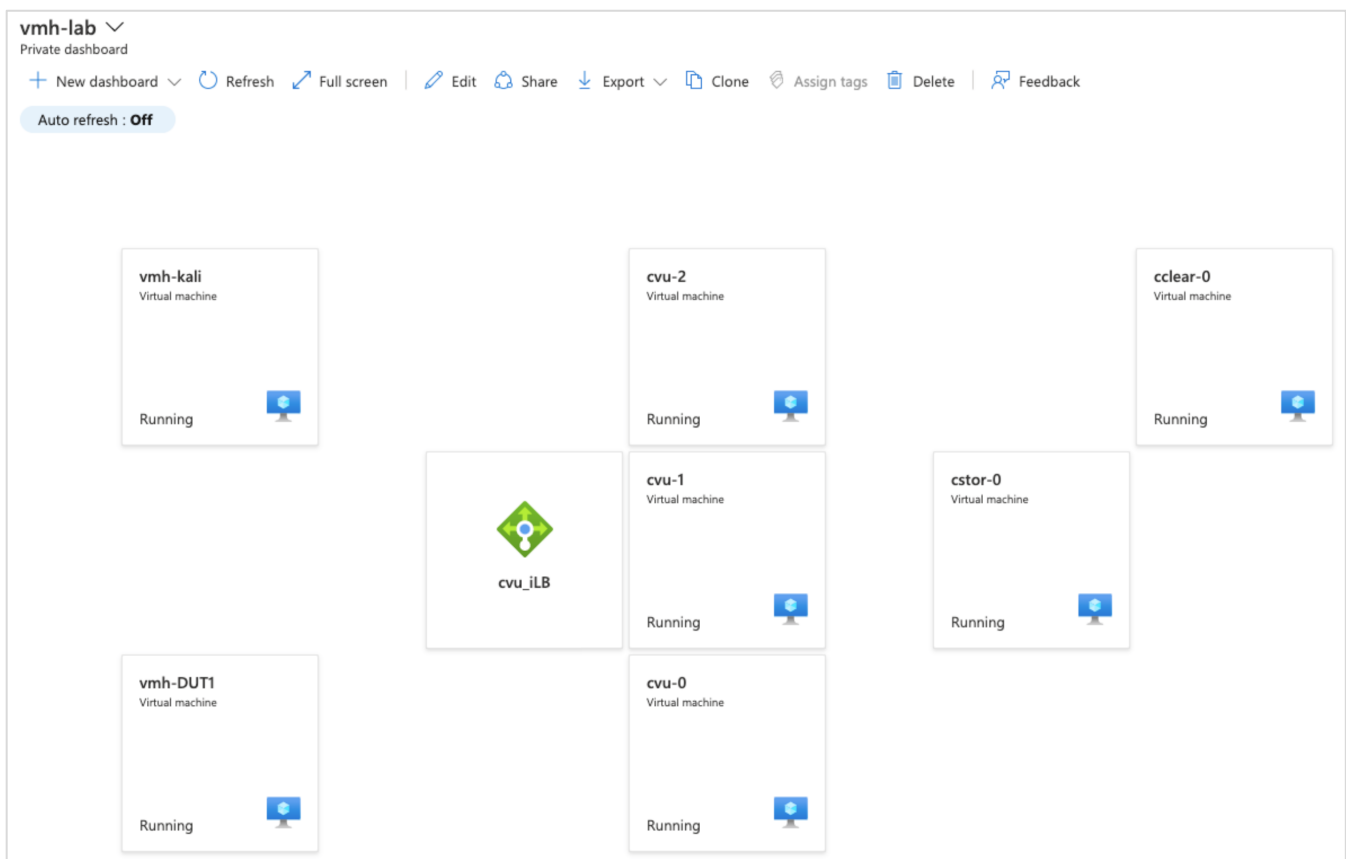 vmh-lab
Private dashboard
New dashboard Refresh Full screen Edit Share Export Clone Assign tags Delete Feedback
Auto refresh : Off
vmh-kali
Virtual machine
Running
cvu-2
Virtual machine
Running
cclear-0
Virtual machine
Running
cvu_iLB
cvu-1
Virtual machine
Running
cstor-0
Virtual machine
Running
vmh-DUT1
Virtual machine
Running
cvu-0
Virtual machine
Running